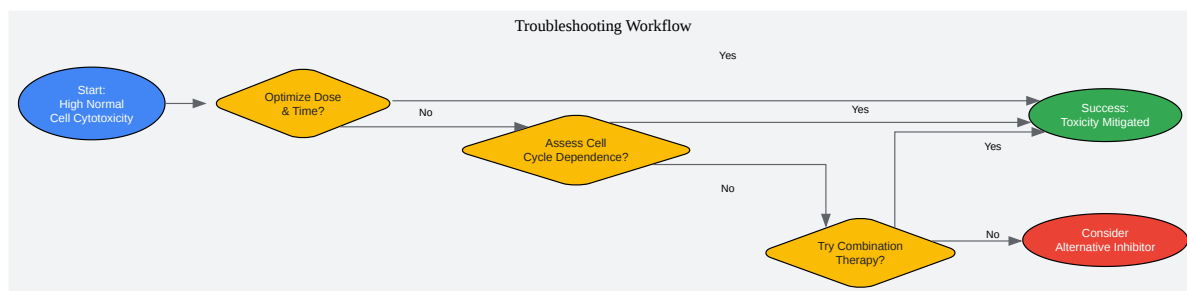 Troubleshooting Workflow
Yes
Start:
High Normal
Cell Cytotoxicity
Optimize Dose
& Time?
No
Yes
Success:
Toxicity Mitigated
Assess Cell
Cycle Dependence?
Yes
No
Try Combination
Therapy?
No
Consider
Alternative Inhibitor